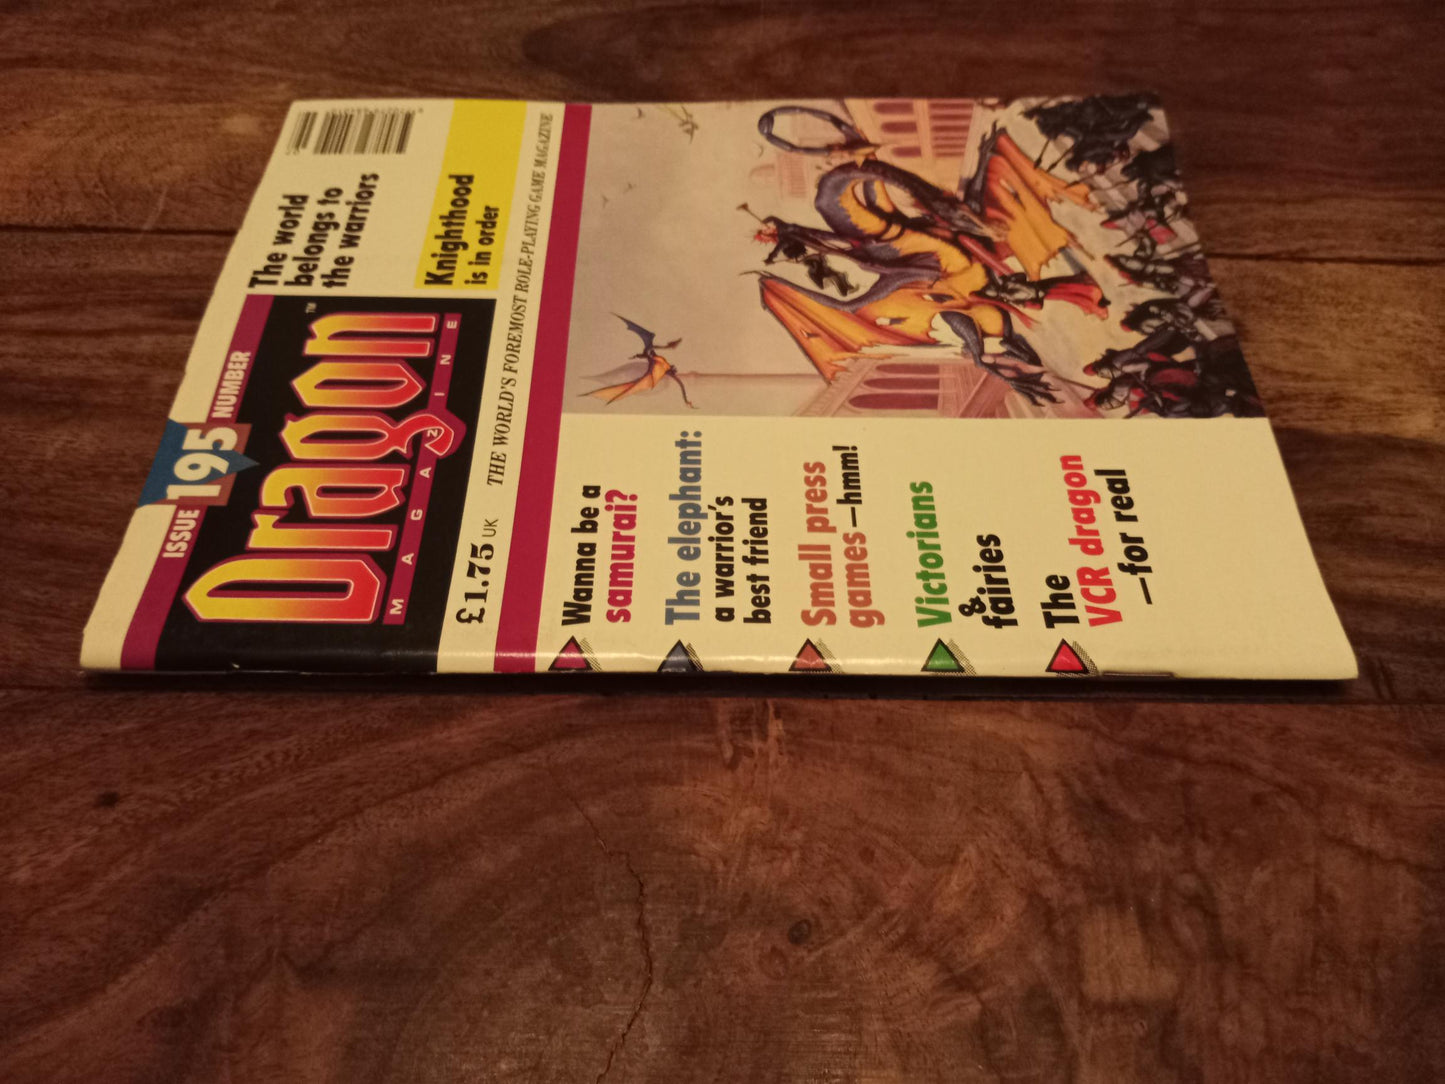 ISSUE 195 NUMBER
Dragon™
MAGAZINE
The world
belongs to
the warriors
Knighthood
is in order
£1.75 UK
THE WORLD'S FOREMOST ROLE-PLAYING GAME MAGAZINE
Wanna be a
samurai?
The elephant:
a warrior's
best friend
Small press
games—hmm!
Victorians
&
fairies
The
VCR dragon
—for real